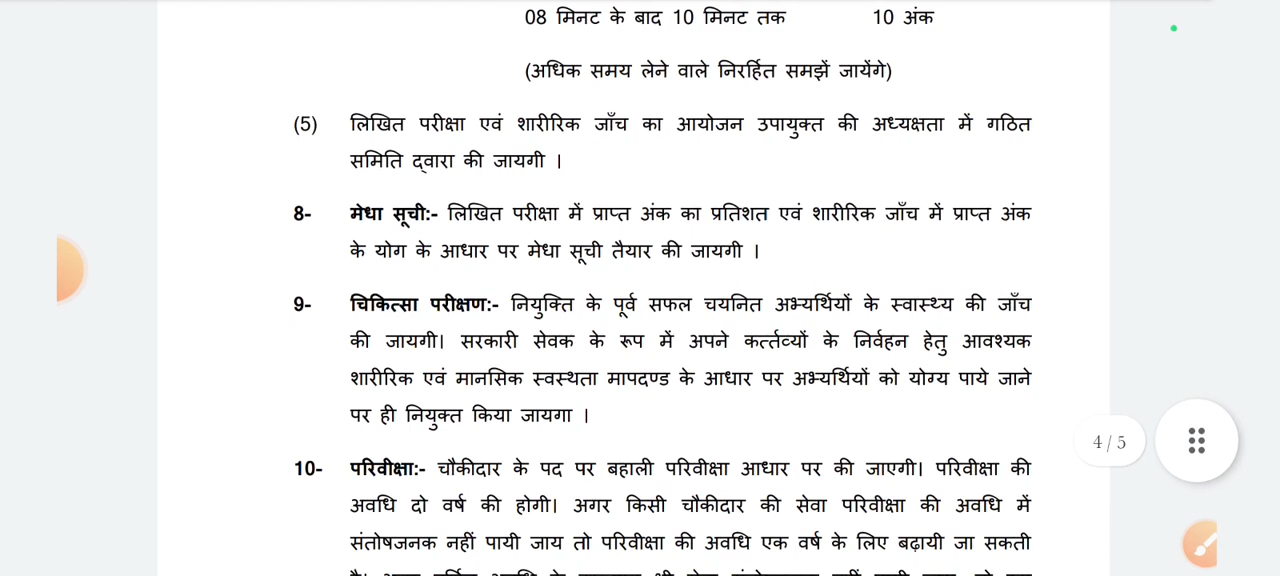 08 मिनट के बाद 10 मिनट तक 10 अंक
(अधिक समय लेने वाले निरर्हित समझें जायेंगे)
(5) लिखित परीक्षा एवं शारीरिक जाँच का आयोजन उपायुक्त की अध्यक्षता में गठित
समिति द्वारा की जायगी ।
8- मेधा सूची:- लिखित परीक्षा में प्राप्त अंक का प्रतिशत एवं शारीरिक जाँच में प्राप्त अंक
के योग के आधार पर मेधा सूची तैयार की जायगी ।
9- चिकित्सा परीक्षण:- नियुक्ति के पूर्व सफल चयनित अभ्यर्थियों के स्वास्थ्य की जाँच
की जायगी। सरकारी सेवक के रूप में अपने कर्त्तव्यों के निर्वहन हेतु आवश्यक
शारीरिक एवं मानसिक स्वस्थता मापदण्ड के आधार पर अभ्यर्थियों को योग्य पाये जाने
पर ही नियुक्त किया जायगा ।
4 / 5
10- परिवीक्षा:- चौकीदार के पद पर बहाली परिवीक्षा आधार पर की जाएगी। परिवीक्षा की
अवधि दो वर्ष की होगी। अगर किसी चौकीदार की सेवा परिवीक्षा की अवधि में
संतोषजनक नहीं पायी जाय तो परिवीक्षा की अवधि एक वर्ष के लिए बढ़ायी जा सकती